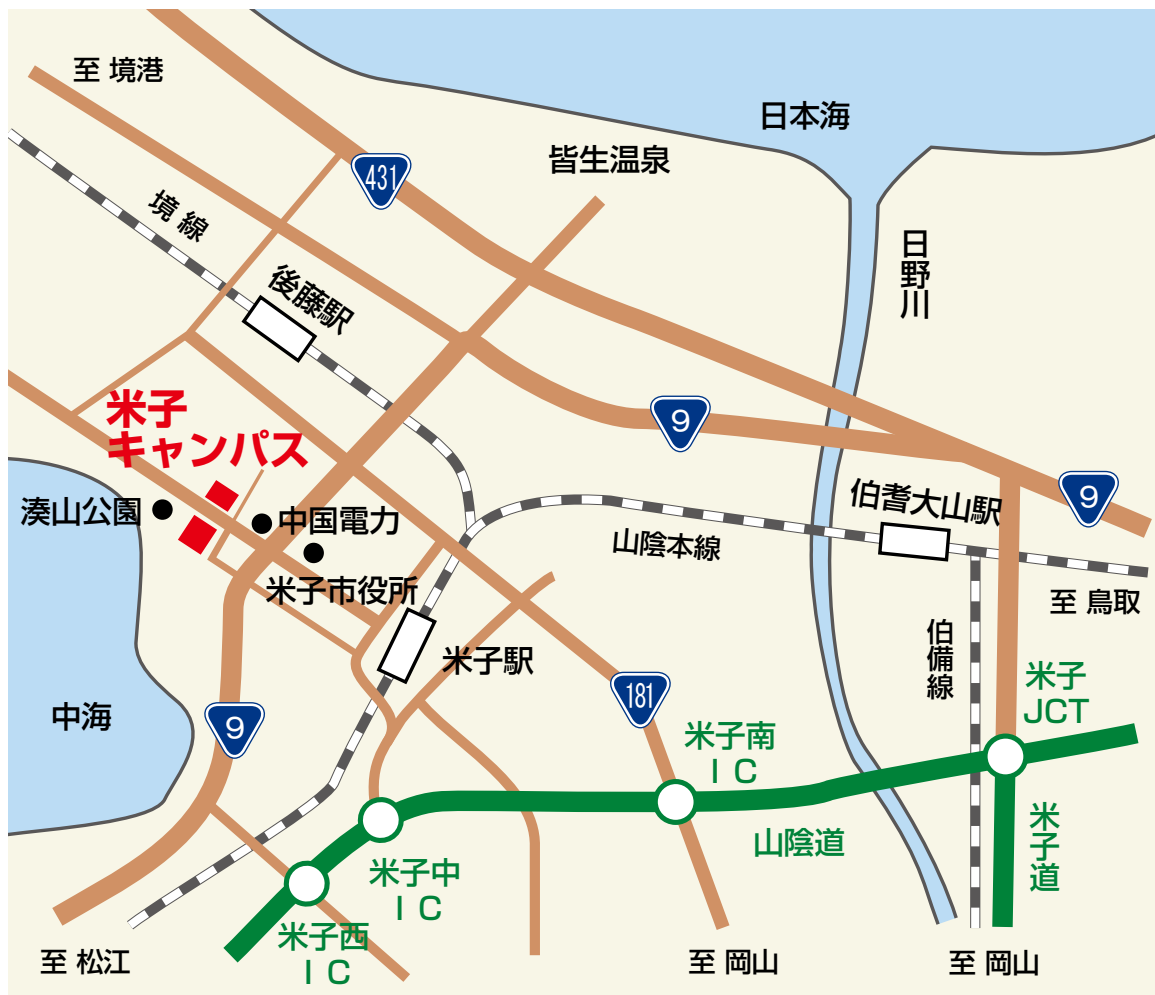 至 境港
日本海
皆生温泉
431
境線
日野川
後藤駅
米子
キャンパス
9
湊山公園
中国電力
伯耆大山駅
9
山陰本線
米子市役所
至 鳥取
伯備線
米子駅
米子
JCT
181
中海
9
米子南
IC
山陰道
米子道
米子中
IC
米子西
IC
至 松江
至 岡山
至 岡山